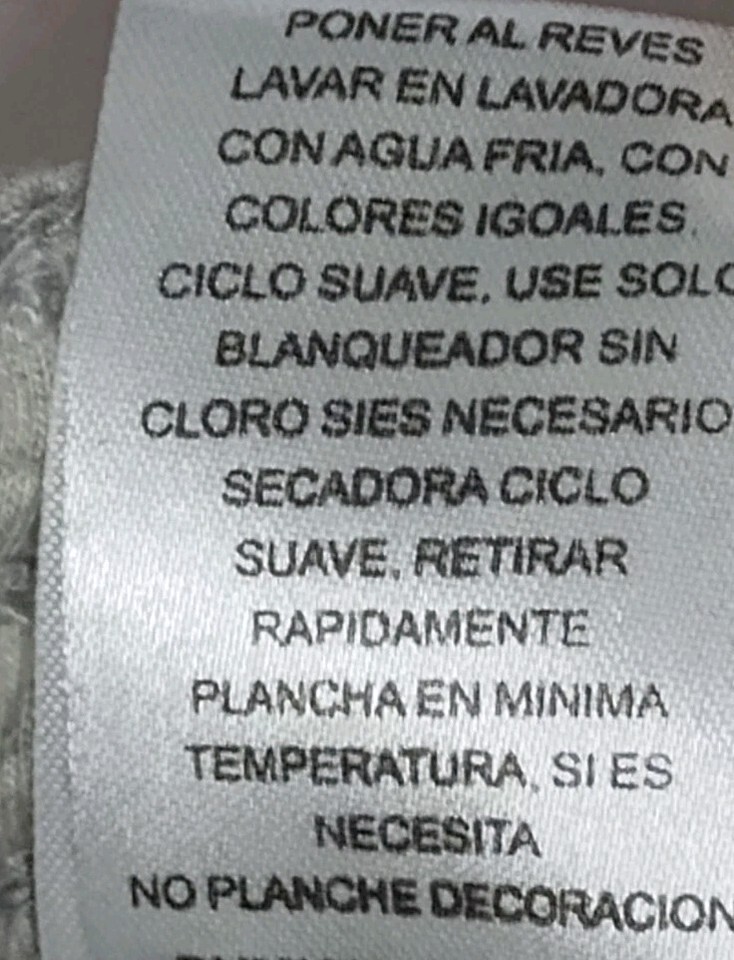 PONER AL REVES
LAVAR EN LAVADORA
CON AGUA FRIA, CON
COLORES IGOALES,
CICLO SUAVE, USE SOLO
BLANQUEADOR SIN
CLORO SIES NECESARIO
SECADORA CICLO
SUAVE, RETIRAR
RAPIDAMENTE
PLANCHA EN MINIMA
TEMPERATURA, SI ES
NECESITA
NO PLANCHE DECORACION